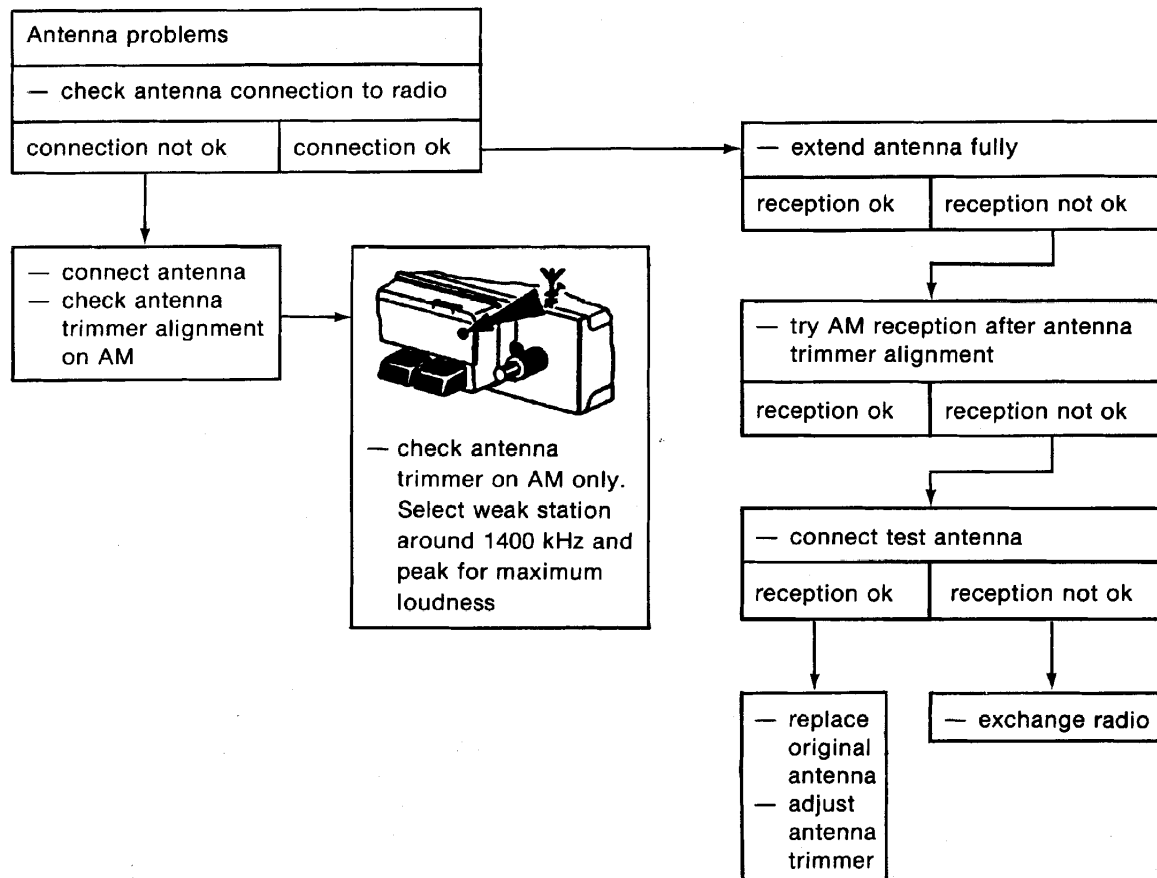 Antenna problems
— check antenna connection to radio
connection not ok
connection ok
— connect antenna
— check antenna
trimmer alignment
on AM
— check antenna
trimmer on AM only.
Select weak station
around 1400 kHz and
peak for maximum
loudness
— extend antenna fully
reception ok
reception not ok
— try AM reception after antenna
trimmer alignment
reception ok
reception not ok
— connect test antenna
reception ok
reception not ok
— replace
original
antenna
— adjust
antenna
trimmer
— exchange radio